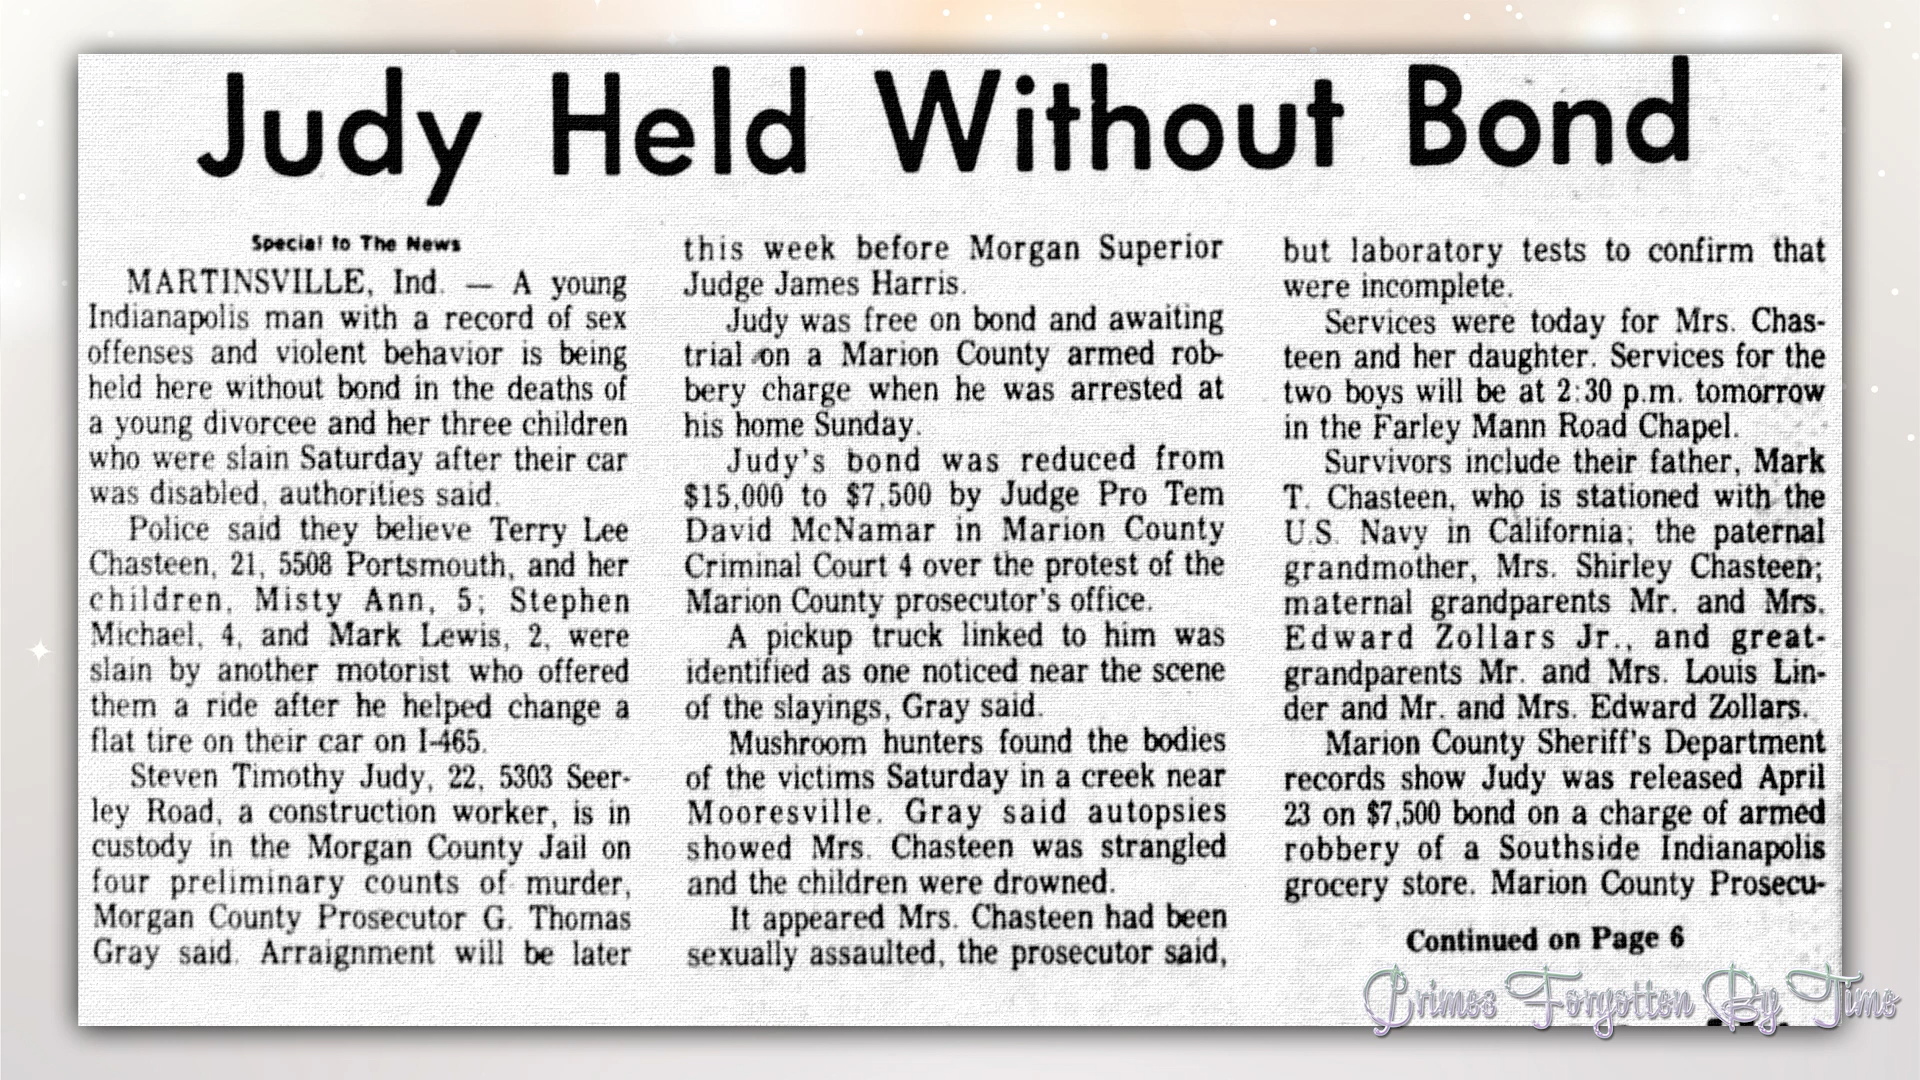 Judy Held Without Bond
Special to The News
MARTINSVILLE, Ind. — A young
Indianapolis man with a record of sex
offenses and violent behavior is being
held here without bond in the deaths of
a young divorcee and her three children
who were slain Saturday after their car
was disabled, authorities said.
Police said they believe Terry Lee
Chasteen, 21, 5508 Portsmouth, and her
children, Misty Ann, 5; Stephen
Michael, 4, and Mark Lewis, 2, were
slain by another motorist who offered
them a ride after he helped change a
flat tire on their car on I-465.
Steven Timothy Judy, 22, 5303 Seer-
ley Road, a construction worker, is in
custody in the Morgan County Jail on
four preliminary counts of murder,
Morgan County Prosecutor G. Thomas
Gray said. Arraignment will be later
this week before Morgan Superior
Judge James Harris.
Judy was free on bond and awaiting
trial on a Marion County armed rob-
bery charge when he was arrested at
his home Sunday.
Judy's bond was reduced from
$15,000 to $7,500 by Judge Pro Tem
David McNamar in Marion County
Criminal Court 4 over the protest of the
Marion County prosecutor's office.
A pickup truck linked to him was
identified as one noticed near the scene
of the slayings, Gray said.
Mushroom hunters found the bodies
of the victims Saturday in a creek near
Mooresville. Gray said autopsies
showed Mrs. Chasteen was strangled
and the children were drowned.
It appeared Mrs. Chasteen had been
sexually assaulted, the prosecutor said,
but laboratory tests to confirm that
were incomplete.
Services were today for Mrs. Chas-
teen and her daughter. Services for the
two boys will be at 2:30 p.m. tomorrow
in the Farley Mann Road Chapel.
Survivors include their father, Mark
T. Chasteen, who is stationed with the
U.S. Navy in California; the paternal
grandmother, Mrs. Shirley Chasteen;
maternal grandparents Mr. and Mrs.
Edward Zollars Jr., and great-
grandparents Mr. and Mrs. Louis Lin-
der and Mr. and Mrs. Edward Zollars.
Marion County Sheriff's Department
records show Judy was released April
23 on $7,500 bond on a charge of armed
robbery of a Southside Indianapolis
grocery store. Marion County Prosecu-
Continued on Page 6
Crimes Forgotten By Time